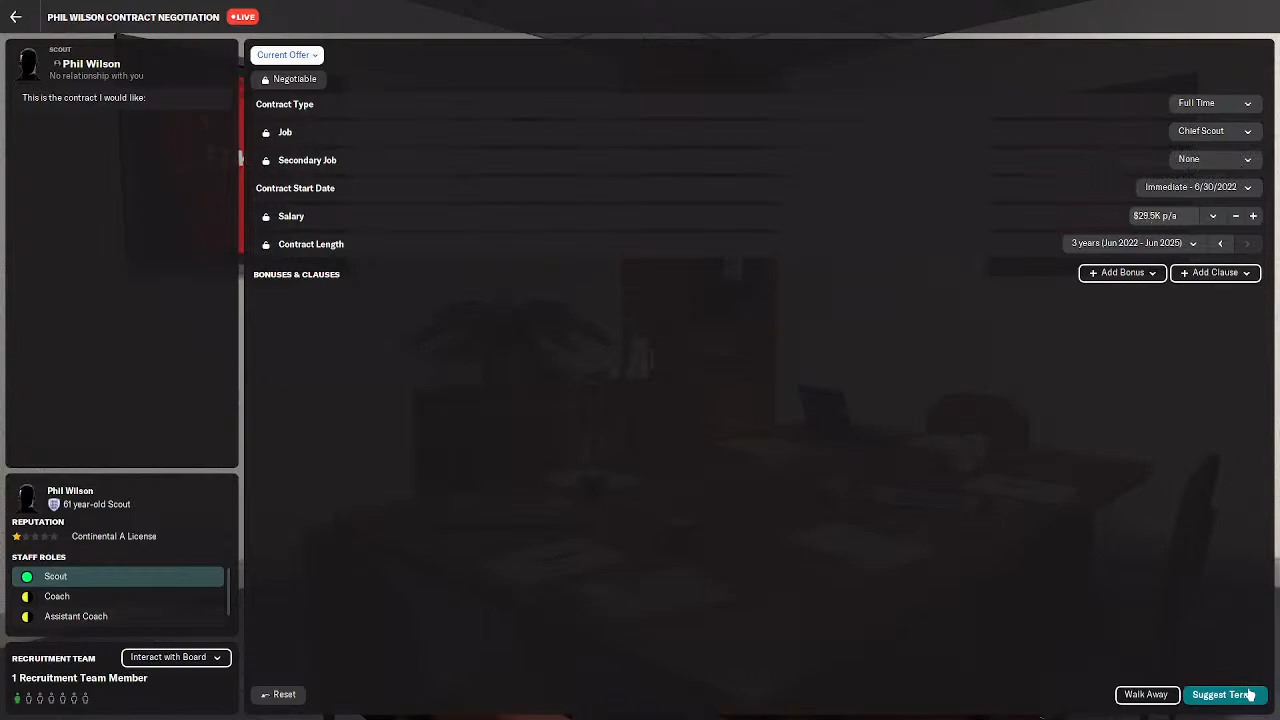 PHIL WILSON CONTRACT NEGOTIATION LIVE
SCOUT
Phil Wilson
No relationship with you
This is the contract I would like:
Current Offer
Negotiable
Contract Type Full Time
Job Chief Scout
Secondary Job None
Contract Start Date Immediate - 6/30/2022
Salary $29.5K p/a
Contract Length 3 years (Jun 2022 - Jun 2025)
BONUSES & CLAUSES + Add Bonus + Add Clause
Phil Wilson
61 year-old Scout
REPUTATION
Continental A License
STAFF ROLES
Scout
Coach
Assistant Coach
RECRUITMENT TEAM Interact with Board
1 Recruitment Team Member
Reset Walk Away Suggest